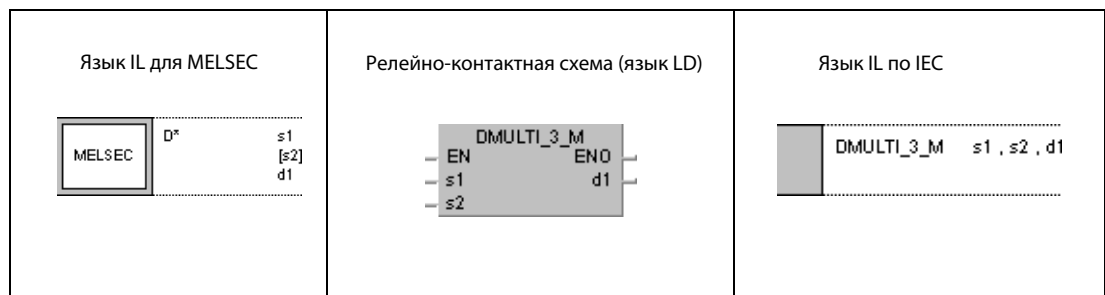 Язык IL для MELSEC
MELSEC
D*
s1
[s2]
d1
Релейно-контактная схема (язык LD)
DMULTI_3_M
EN ENO
s1 d1
s2
Язык IL по IEC
DMULTI_3_M s1 , s2 , d1